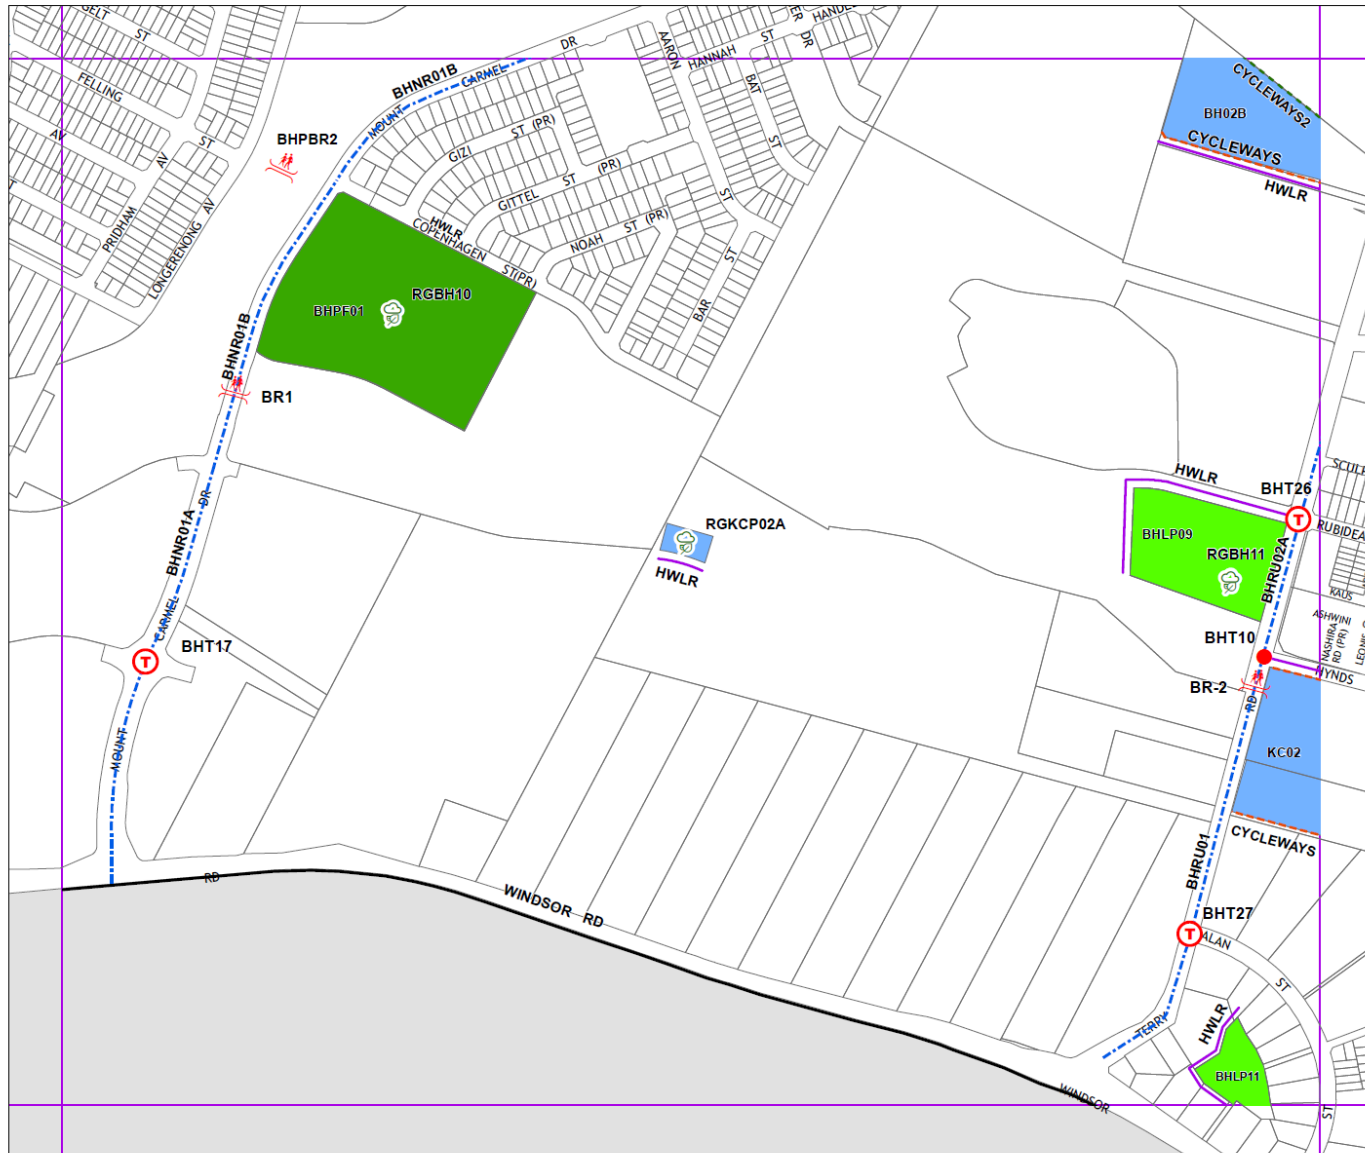 GELT
ST
HANDEL
ER
DR
AARON
HANNAH
ST
DR
BHNR01B
CARMEL
FELLING
AV
ST
AV
MOUNT
BAT
ST
CYCLEWAYS2
BH02B
CYCLEWAYS
HWLR
BHPBR2
GIZI
ST
(PR)
GITTEL
ST
(PR)
ST
PRIDHAM
AV
LONGERENONG
HWLR
COPENHAGEN
ST(PR)
NOAH
ST
(PR)
ST
BAR
BHPF01
RGBH10
BHNR01B
BR1
HWLR
BHT26
T
RUBIDEA
DR
BHNR01A
RGKCP02A
HWLR
BHLP09
RGBH11
BHRU02A
KAUS
ASHWINI
NASHIRA
RD (PR)
CARMEL
T
BHT17
BHT10
HYNDS
BR-2
RD
MOUNT
KC02
CYCLEWAYS
BHRU01
RD
WINDSOR RD
BHT27
T
ALAN
ST
TERRY
HWLR
BHLP11
WINDSOR
ST